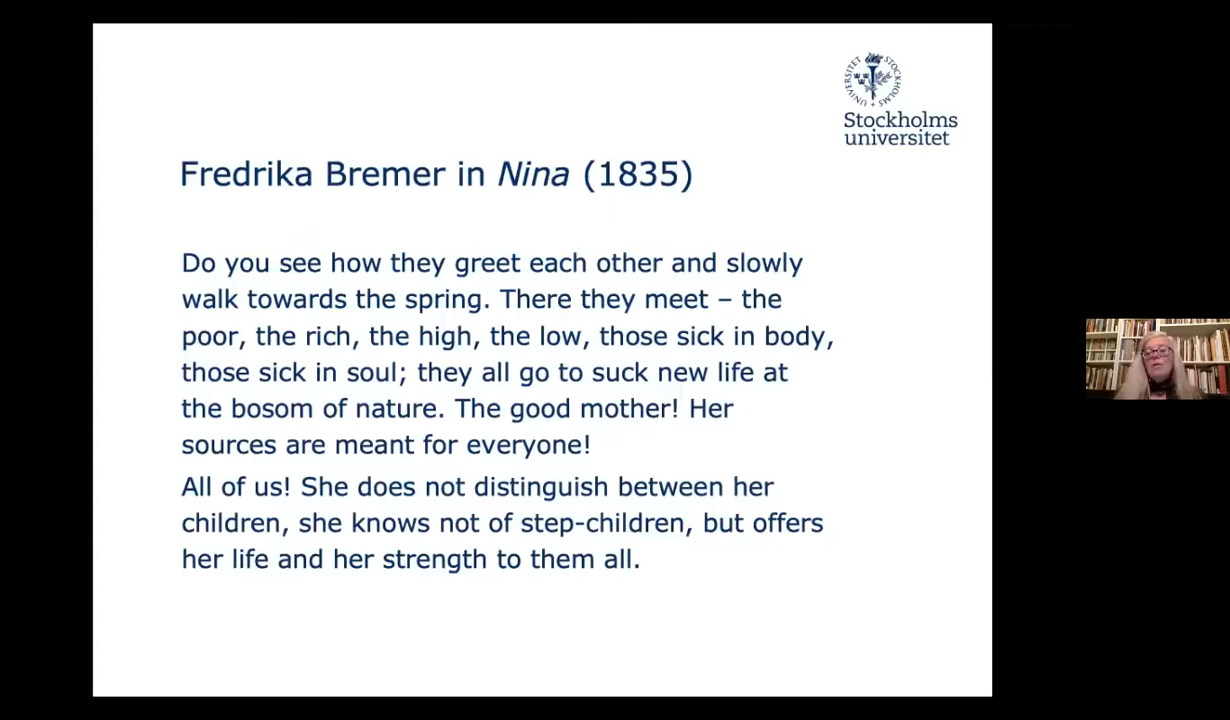 STOCKHOLMS UNIVERSITET
Stockholms
universitet
Fredrika Bremer in Nina (1835)
Do you see how they greet each other and slowly
walk towards the spring. There they meet – the
poor, the rich, the high, the low, those sick in body,
those sick in soul; they all go to suck new life at
the bosom of nature. The good mother! Her
sources are meant for everyone!
All of us! She does not distinguish between her
children, she knows not of step-children, but offers
her life and her strength to them all.